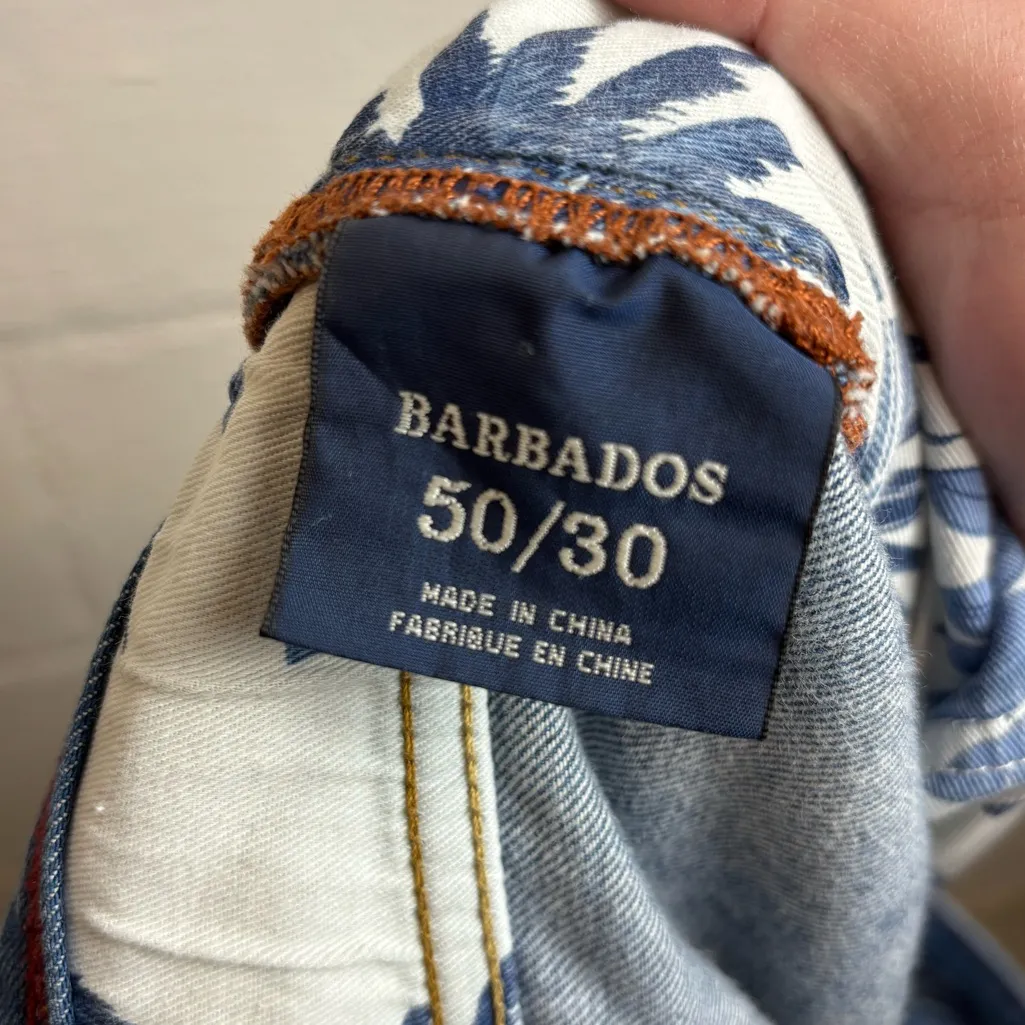 BARBADOS
50/30
MADE IN CHINA
FABRIQUE EN CHINE